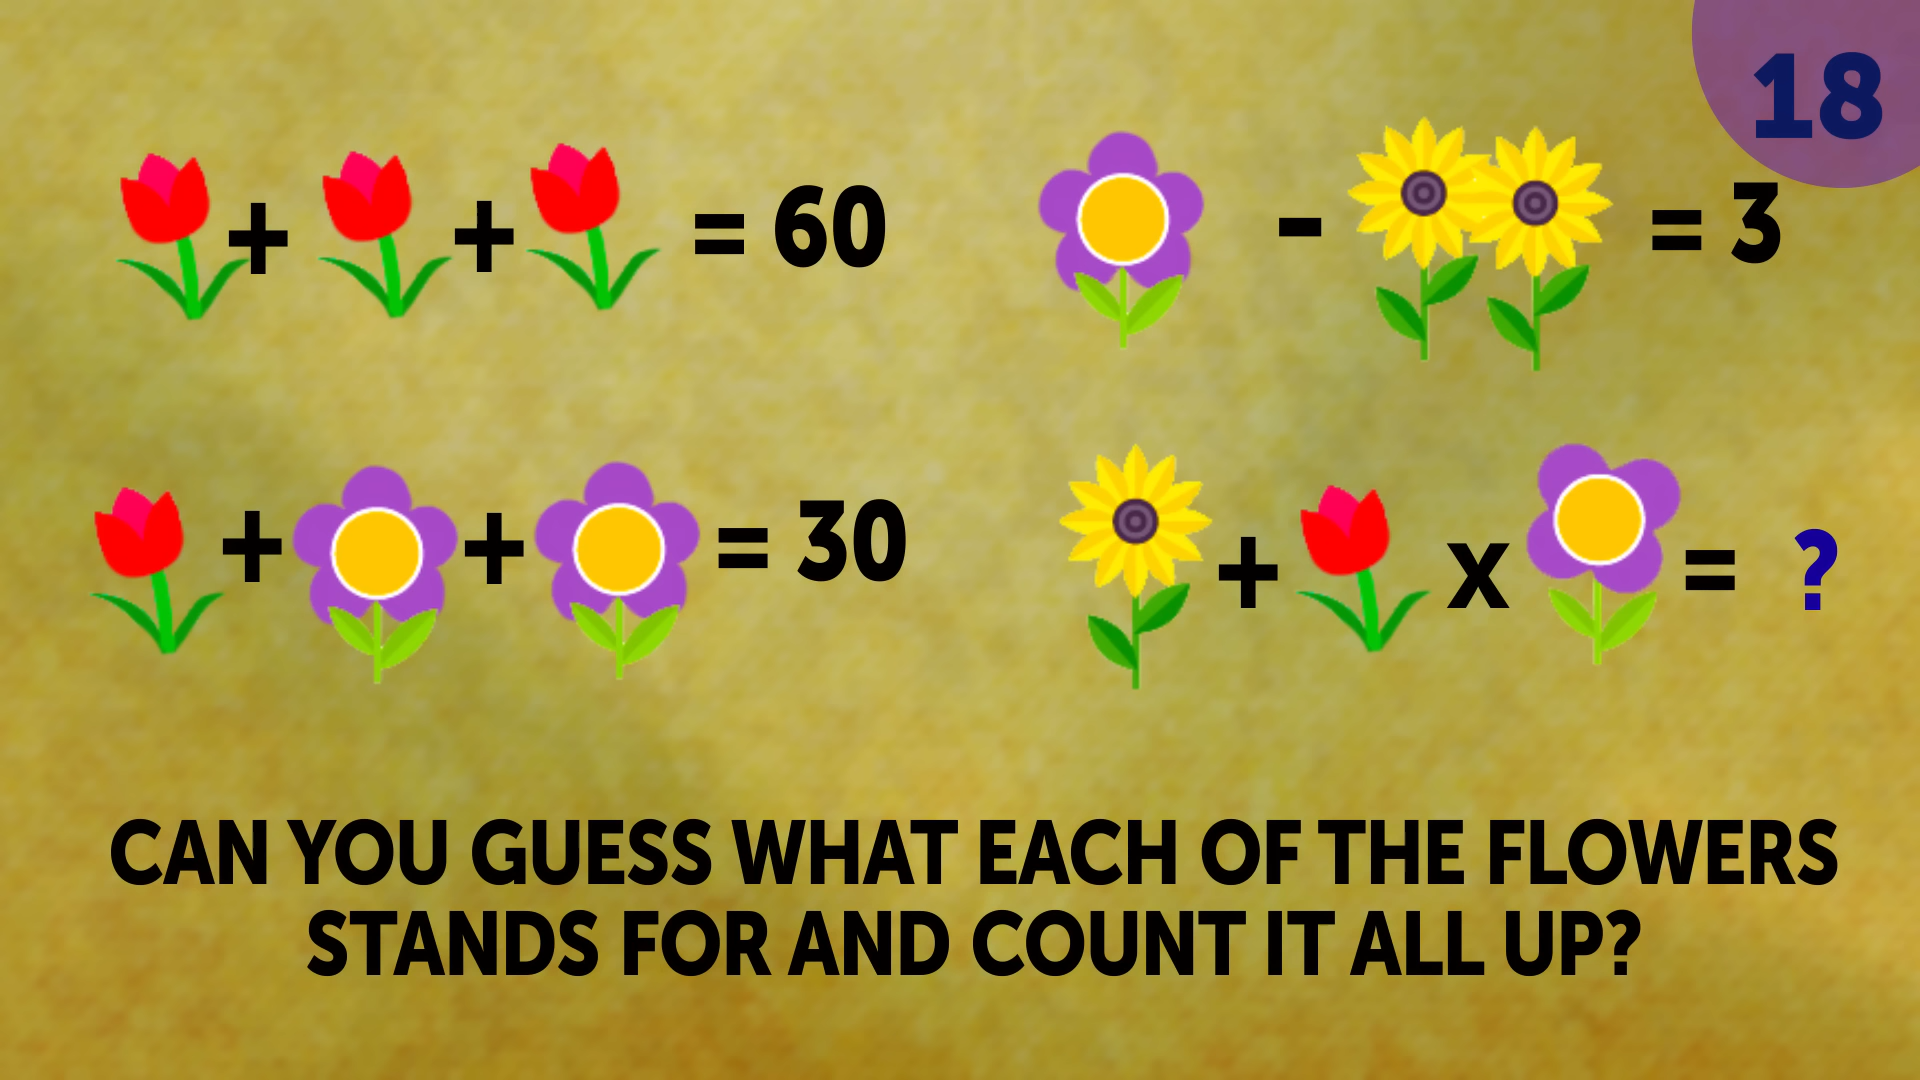 18
+ + = 60
- = 3
+ + = 30
+ x = ?
CAN YOU GUESS WHAT EACH OF THE FLOWERS
STANDS FOR AND COUNT IT ALL UP?